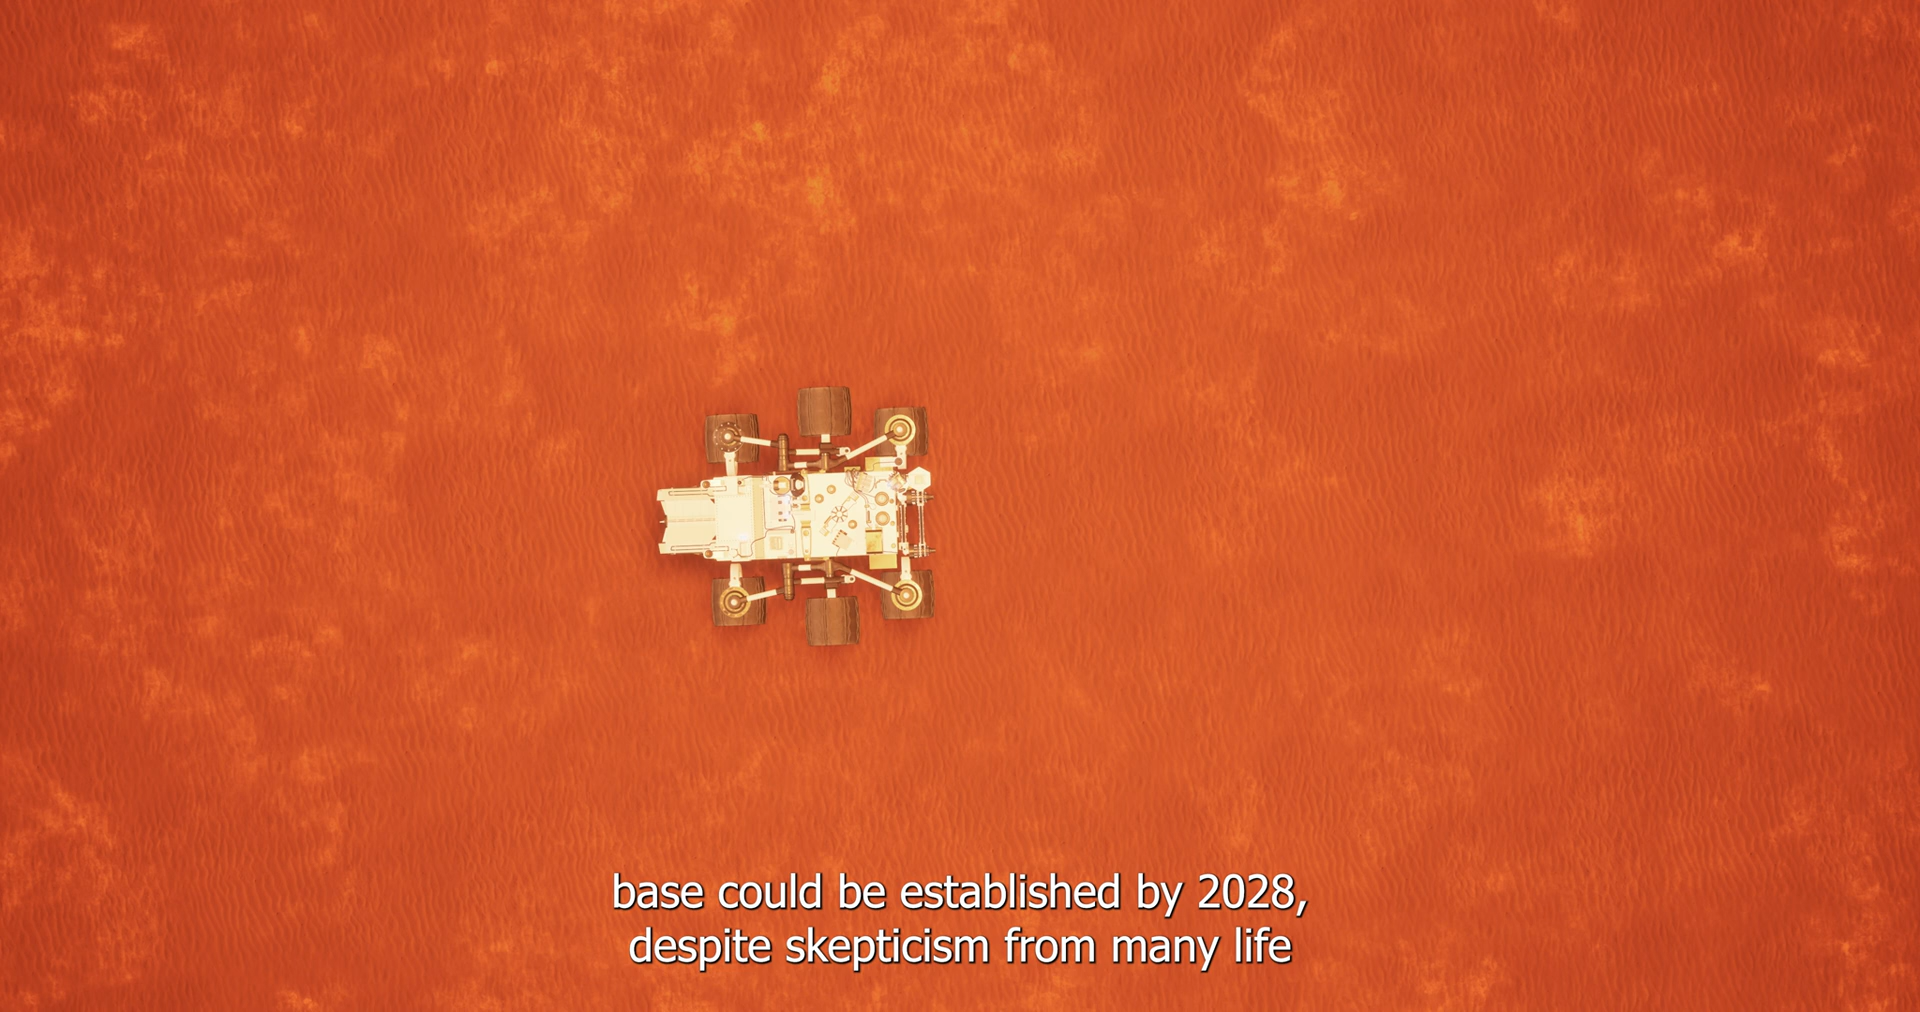 base could be established by 2028,
despite skepticism from many life